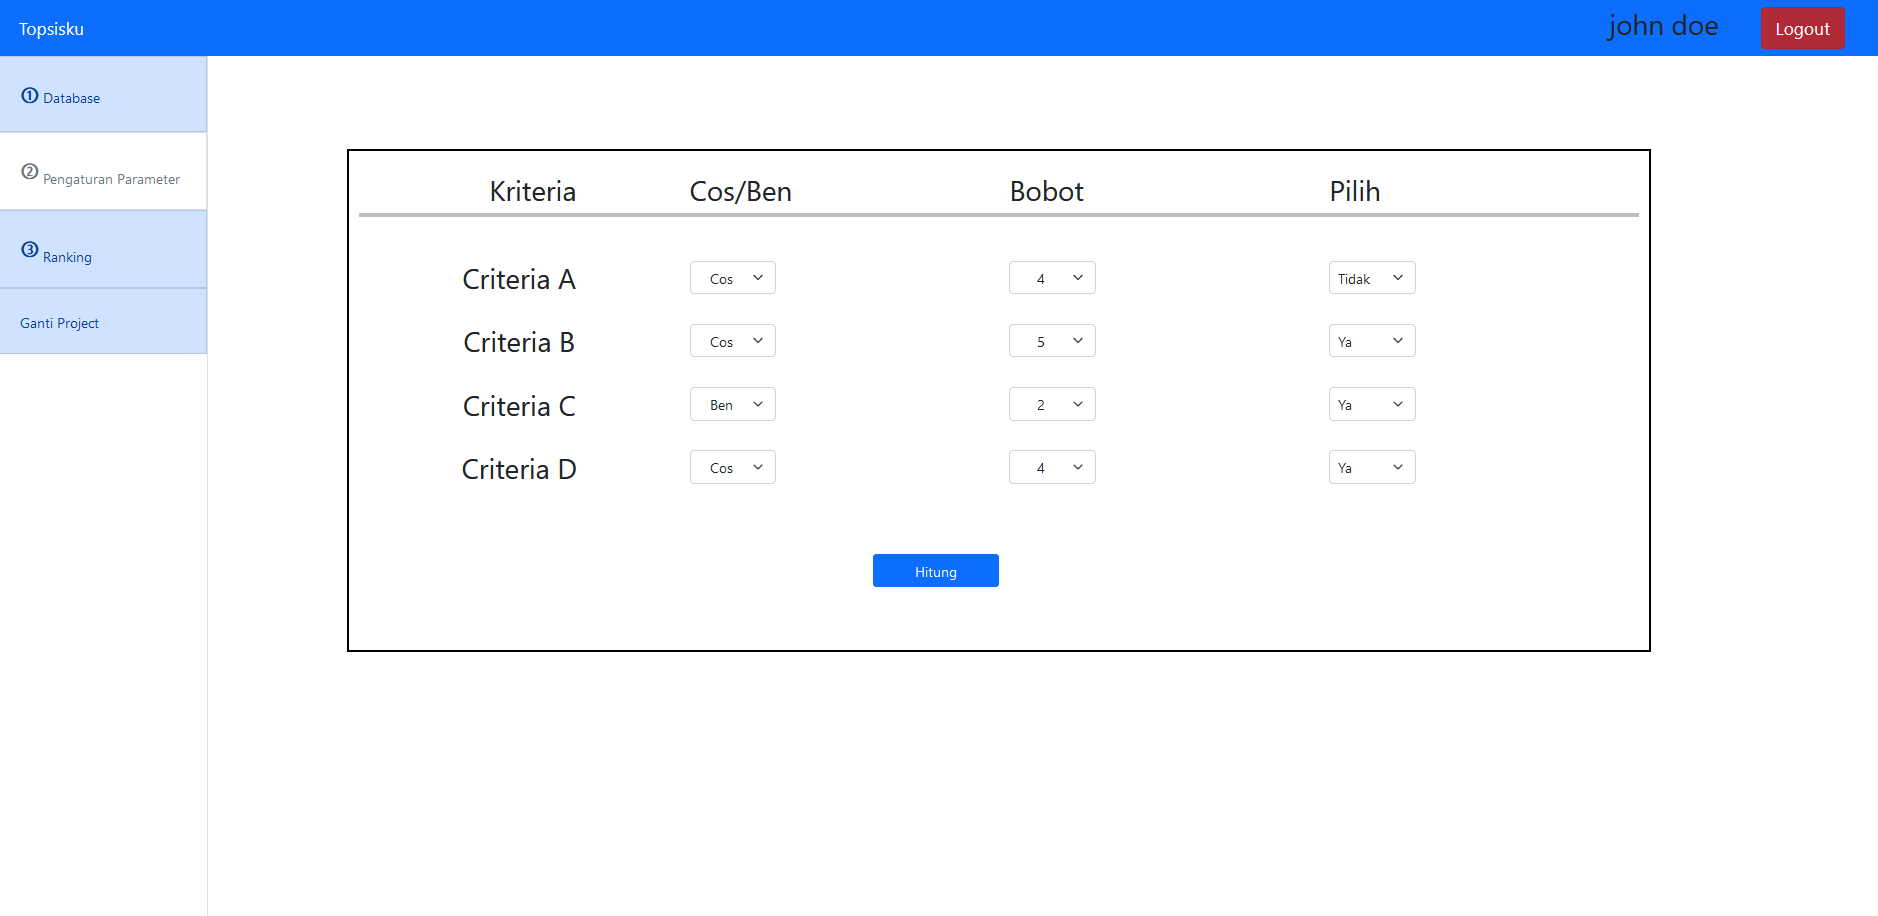 Topsisku
john doe
Logout
① Database
② Pengaturan Parameter
③ Ranking
Ganti Project
Kriteria Cos/Ben Bobot Pilih
Criteria A Cos 4 Tidak
Criteria B Cos 5 Ya
Criteria C Ben 2 Ya
Criteria D Cos 4 Ya
Hitung